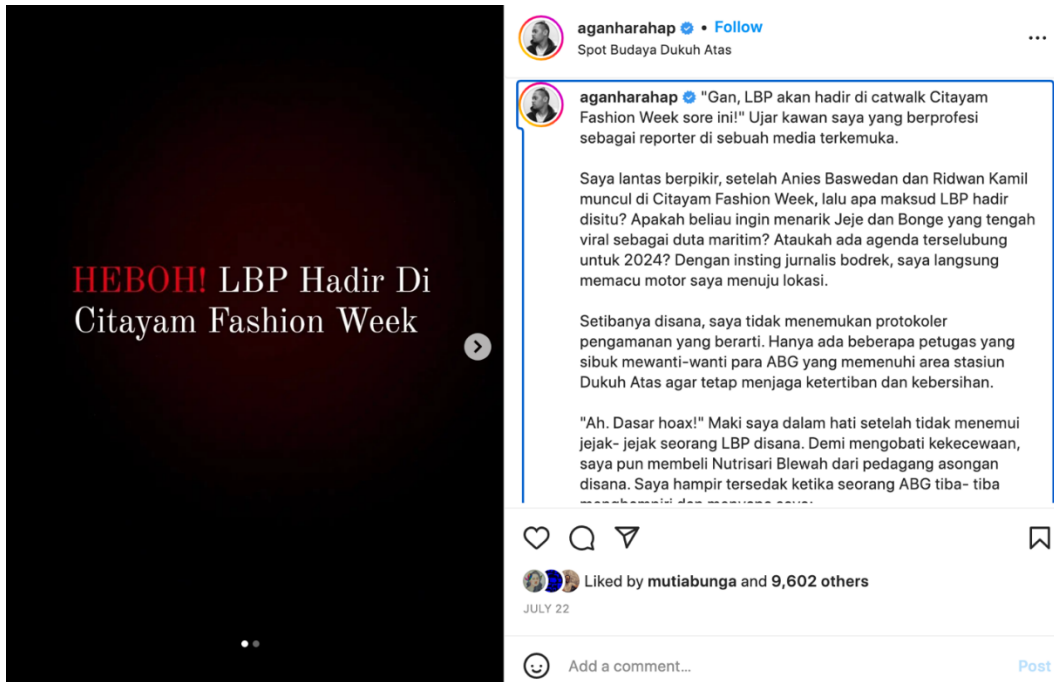 HEBOH! LBP Hadir Di
Citayam Fashion Week
aganharahap • Follow
Spot Budaya Dukuh Atas
aganharahap "Gan, LBP akan hadir di catwalk Citayam
Fashion Week sore ini!" Ujar kawan saya yang berprofesi
sebagai reporter di sebuah media terkemuka.
Saya lantas berpikir, setelah Anies Baswedan dan Ridwan Kamil
muncul di Citayam Fashion Week, lalu apa maksud LBP hadir
disitu? Apakah beliau ingin menarik Jeje dan Bonge yang tengah
viral sebagai duta maritim? Ataukah ada agenda terselubung
untuk 2024? Dengan insting jurnalis bodrek, saya langsung
memacu motor saya menuju lokasi.
Setibanya disana, saya tidak menemukan protokoler
pengamanan yang berarti. Hanya ada beberapa petugas yang
sibuk mewanti-wanti para ABG yang memenuhi area stasiun
Dukuh Atas agar tetap menjaga ketertiban dan kebersihan.
"Ah. Dasar hoax!" Maki saya dalam hati setelah tidak menemui
jejak- jejak seorang LBP disana. Demi mengobati kekecewaan,
saya pun membeli Nutrisari Blewah dari pedagang asongan
disana. Saya hampir tersedak ketika seorang ABG tiba- tiba
Liked by mutiabunga and 9,602 others
JULY 22
Add a comment...
Post